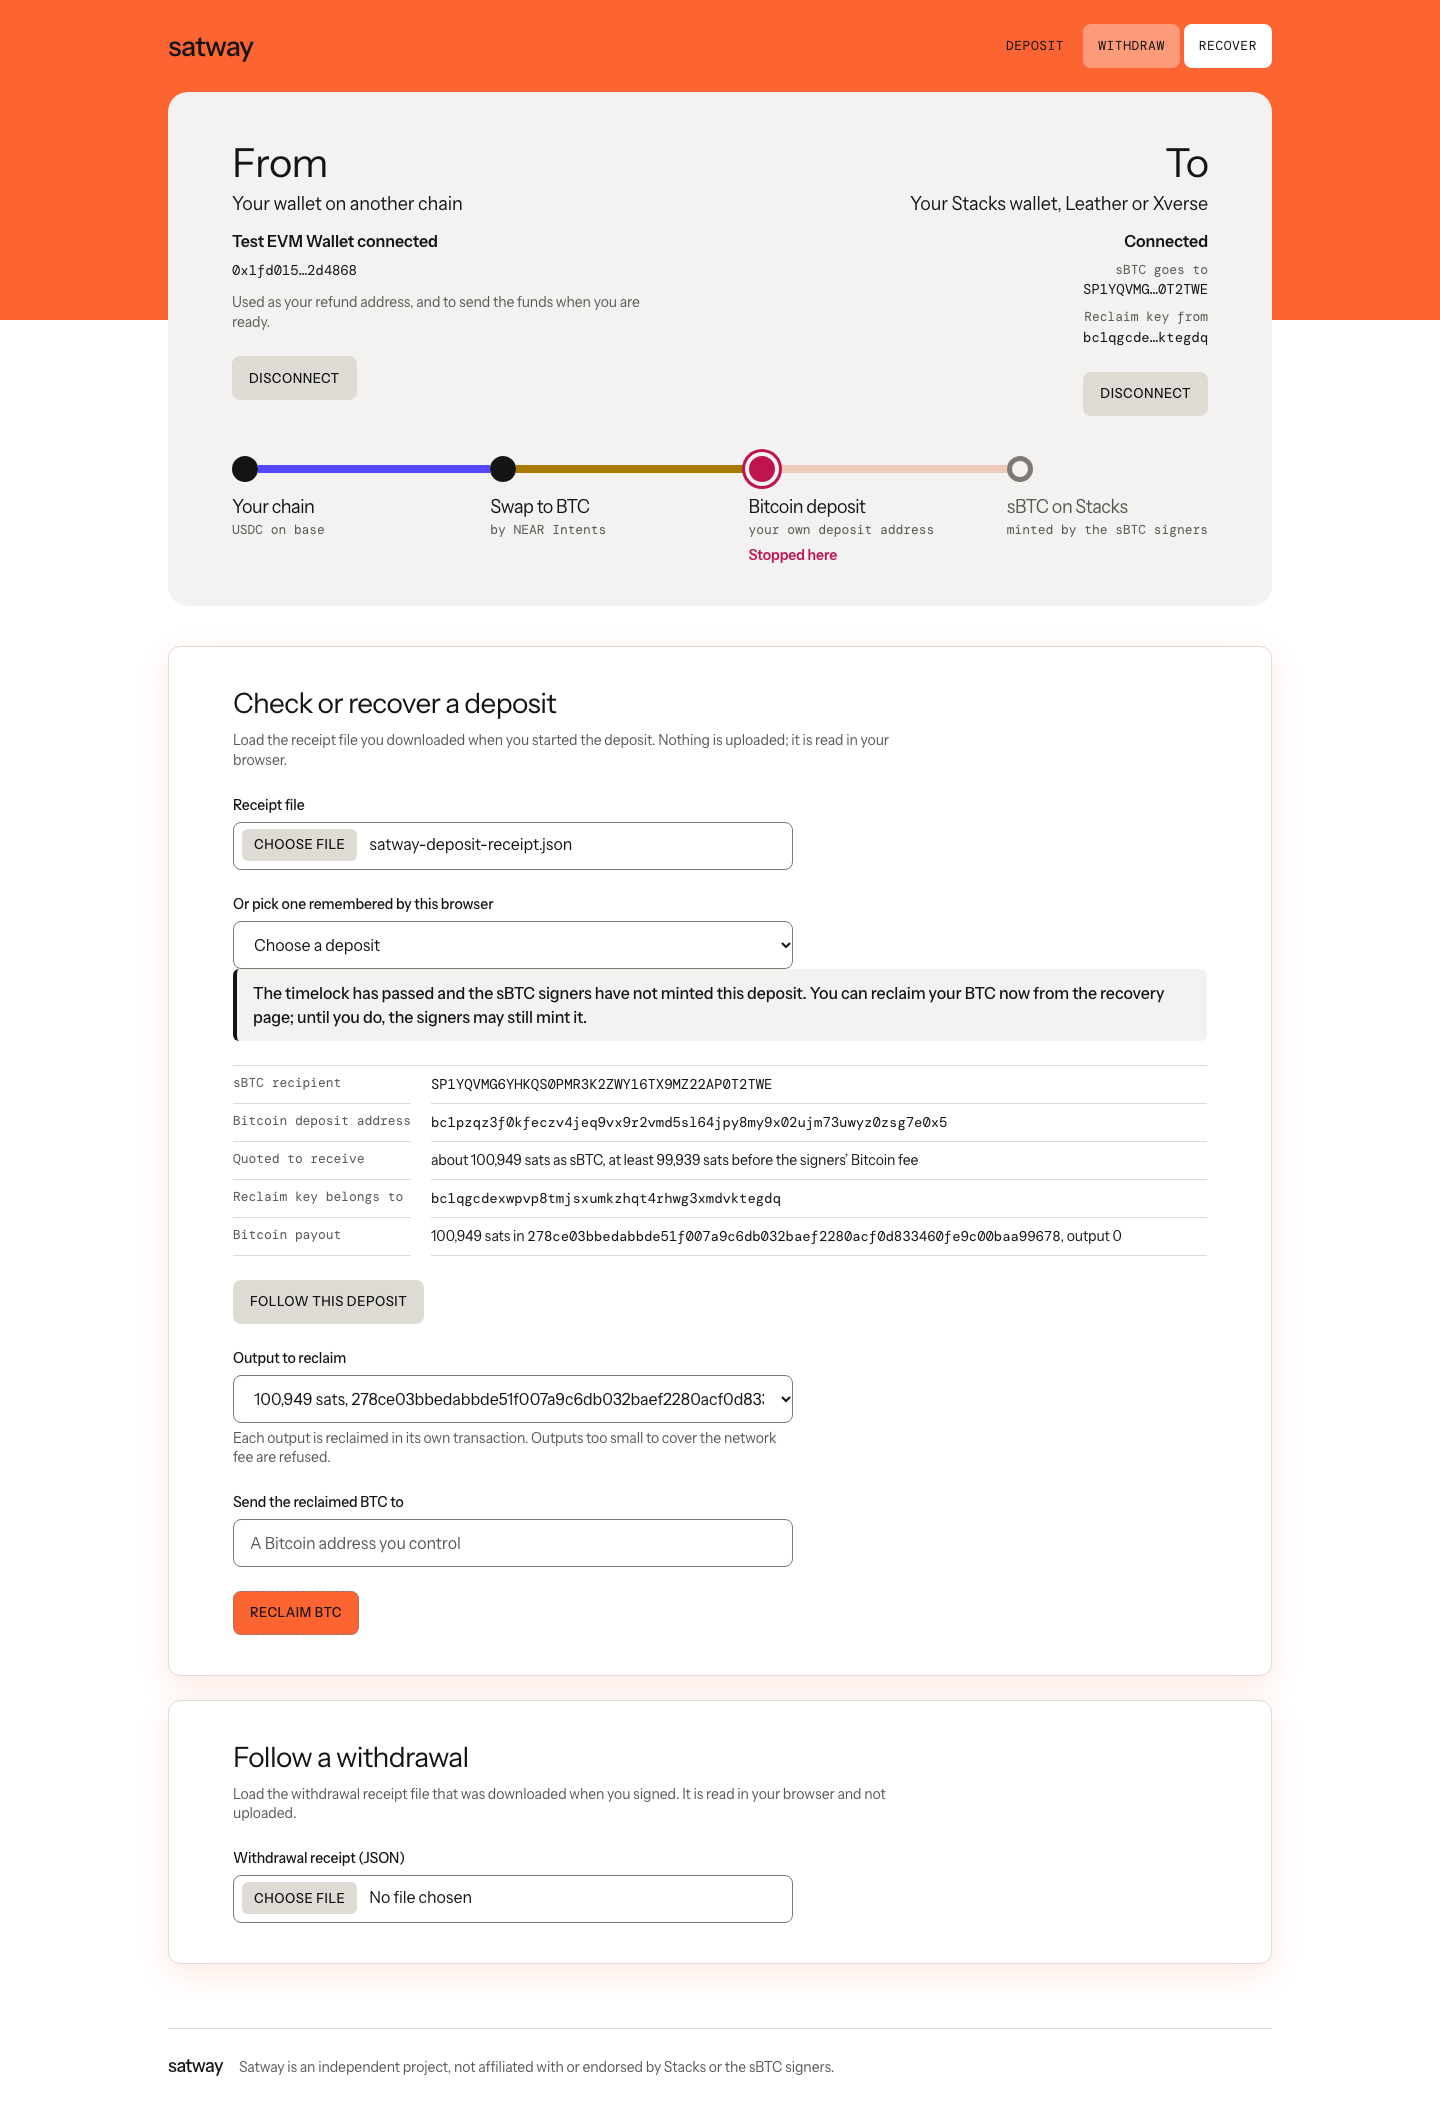 satway
DEPOSIT
WITHDRAW
RECOVER
From
To
Your wallet on another chain
Your Stacks wallet, Leather or Xverse
Test EVM Wallet connected
Connected
0x1fd015…2d4868
sBTC goes to
SP1YQVMG…0T2TWE
Used as your refund address, and to send the funds when you are
ready.
Reclaim key from
bc1qgcde…ktegdq
DISCONNECT
DISCONNECT
Your chain
USDC on base
Swap to BTC
by NEAR Intents
Bitcoin deposit
your own deposit address
Stopped here
sBTC on Stacks
minted by the sBTC signers
Check or recover a deposit
Load the receipt file you downloaded when you started the deposit. Nothing is uploaded; it is read in your
browser.
Receipt file
CHOOSE FILE satway-deposit-receipt.json
Or pick one remembered by this browser
Choose a deposit
The timelock has passed and the sBTC signers have not minted this deposit. You can reclaim your BTC now from the recovery
page; until you do, the signers may still mint it.
sBTC recipient SP1YQVMG6YHKQS0PMR3K2ZWY16TX9MZ22AP0T2TWE
Bitcoin deposit address bc1pzqz3f0kfeczv4jeq9vx9r2vmd5sl64jpy8my9x02ujm73uwyz0zsg7e0x5
Quoted to receive about 100,949 sats as sBTC, at least 99,939 sats before the signers’ Bitcoin fee
Reclaim key belongs to bc1qgcdexwpvp8tmjsxumkzhqt4rhwg3xmdvktegdq
Bitcoin payout 100,949 sats in 278ce03bbedabbde51f007a9c6db032baef2280acf0d833460fe9c00baa99678, output 0
FOLLOW THIS DEPOSIT
Output to reclaim
100,949 sats, 278ce03bbedabbde51f007a9c6db032baef2280acf0d833
Each output is reclaimed in its own transaction. Outputs too small to cover the network
fee are refused.
Send the reclaimed BTC to
A Bitcoin address you control
RECLAIM BTC
Follow a withdrawal
Load the withdrawal receipt file that was downloaded when you signed. It is read in your browser and not
uploaded.
Withdrawal receipt (JSON)
CHOOSE FILE No file chosen
satway Satway is an independent project, not affiliated with or endorsed by Stacks or the sBTC signers.